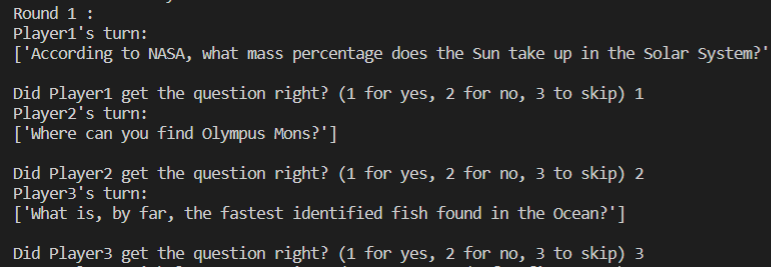 Round 1 :
Player1's turn:
['According to NASA, what mass percentage does the Sun take up in the Solar System?'
Did Player1 get the question right? (1 for yes, 2 for no, 3 to skip) 1
Player2's turn:
['Where can you find Olympus Mons?']
Did Player2 get the question right? (1 for yes, 2 for no, 3 to skip) 2
Player3's turn:
['What is, by far, the fastest identified fish found in the Ocean?']
Did Player3 get the question right? (1 for yes, 2 for no, 3 to skip) 3